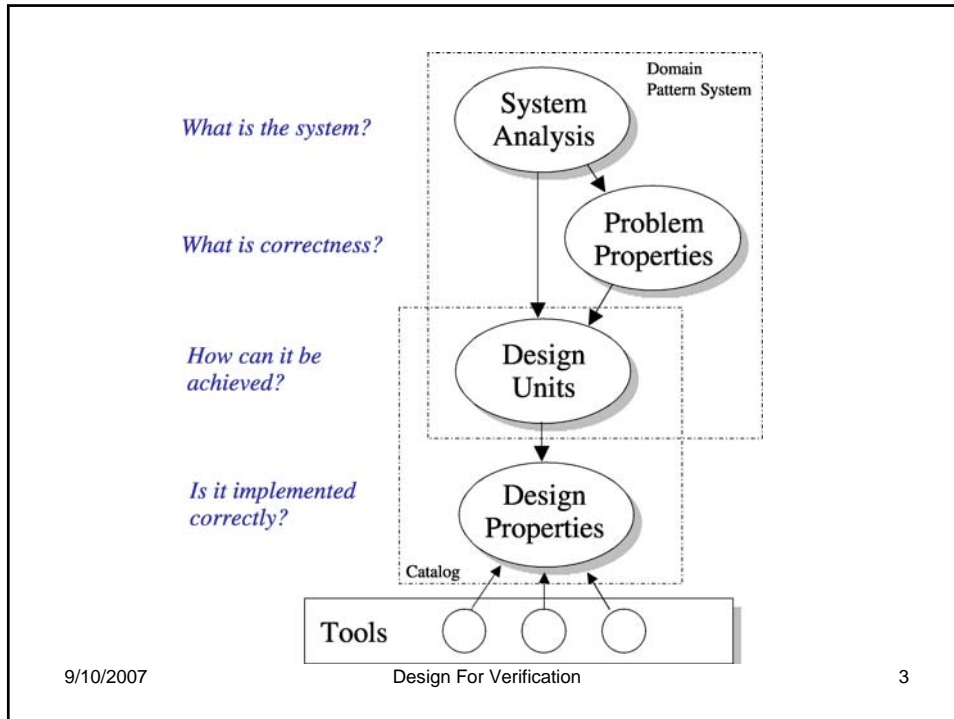 Domain
Pattern System
System
Analysis
What is the system?
Problem
Properties
What is correctness?
Design
Units
How can it be
achieved?
Design
Properties
Is it implemented
correctly?
Catalog
Tools
9/10/2007
Design For Verification
3